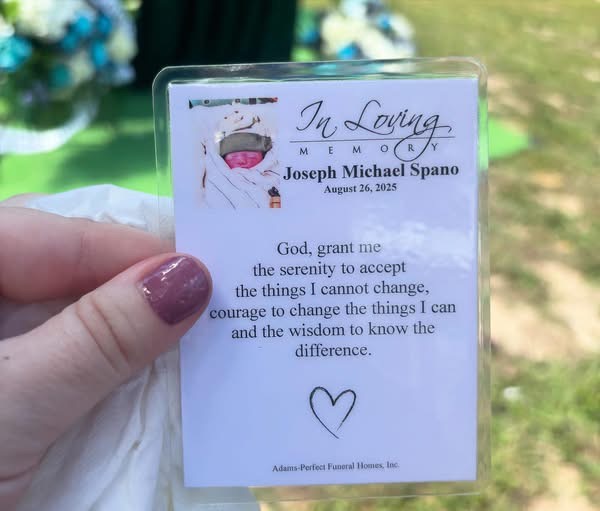 In Loving
MEMORY
Joseph Michael Spano
August 26, 2025
God, grant me
the serenity to accept
the things I cannot change,
courage to change the things I can
and the wisdom to know the
difference.
Adams-Perfect Funeral Homes, Inc.